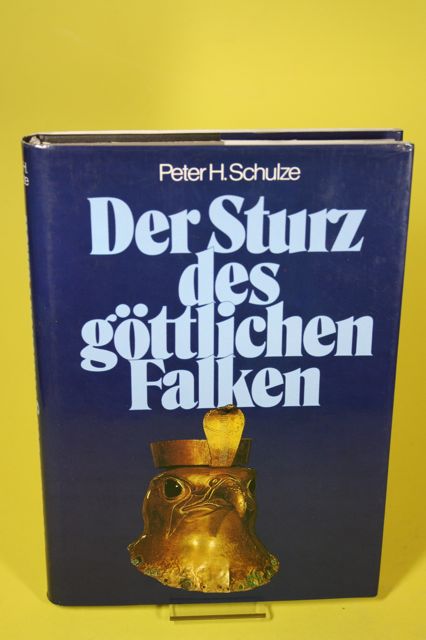 Peter H. Schulze
Der Sturz
des
göttlichen
Falken